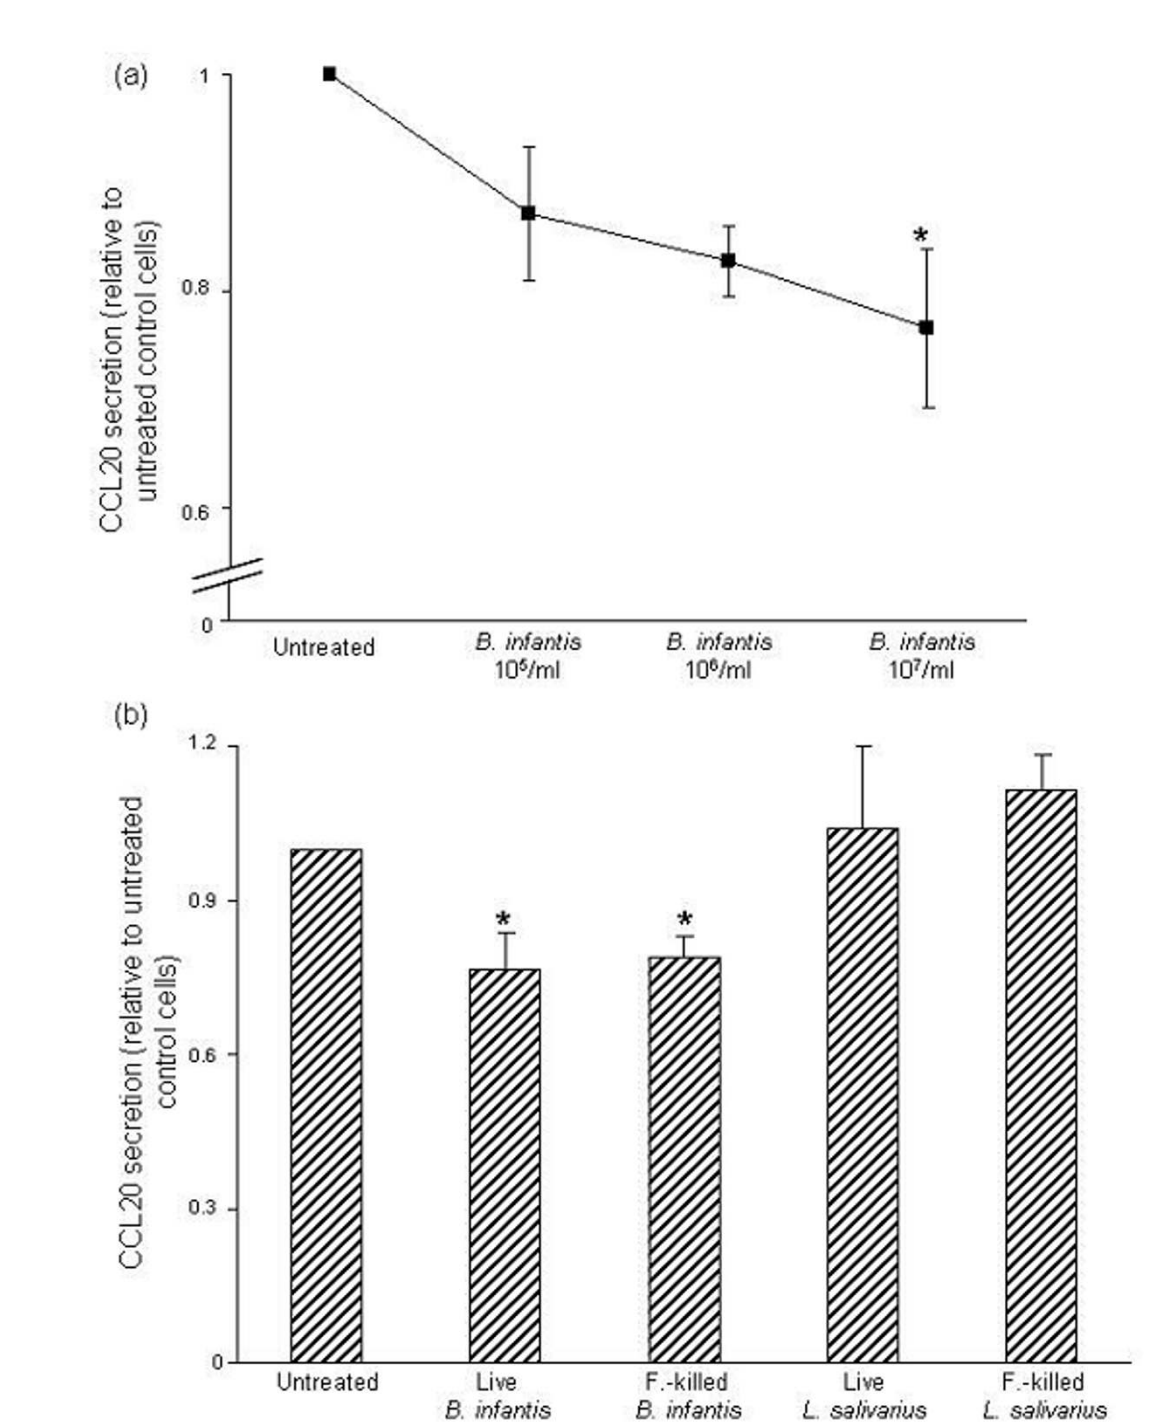 (a)
CCL20 secretion (relative to
untreated control cells)
1
0.8
0.6
0
Untreated
B. infantis
10⁵/ml
B. infantis
10⁶/ml
B. infantis
10⁷/ml
*
(b)
CCL20 secretion (relative to untreated
control cells)
1.2
0.9
0.6
0.3
0
*
*
Untreated
Live
B. infantis
F.-killed
B. infantis
Live
L. salivarius
F.-killed
L. salivarius